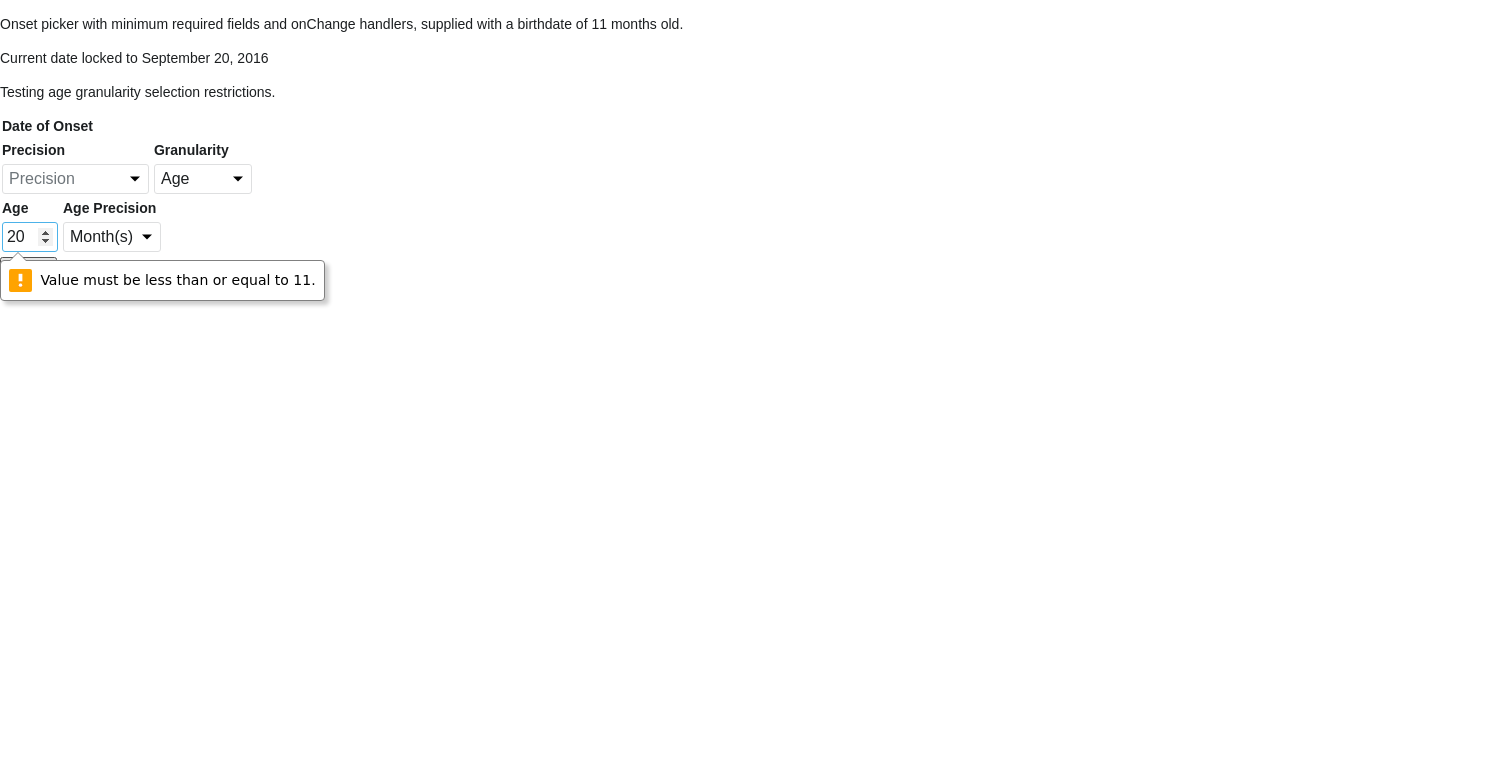 Onset picker with minimum required fields and onChange handlers, supplied with a birthdate of 11 months old.
Current date locked to September 20, 2016
Testing age granularity selection restrictions.
Date of Onset
Precision Granularity
Precision Age
Age Age Precision
20 Month(s)
Value must be less than or equal to 11.